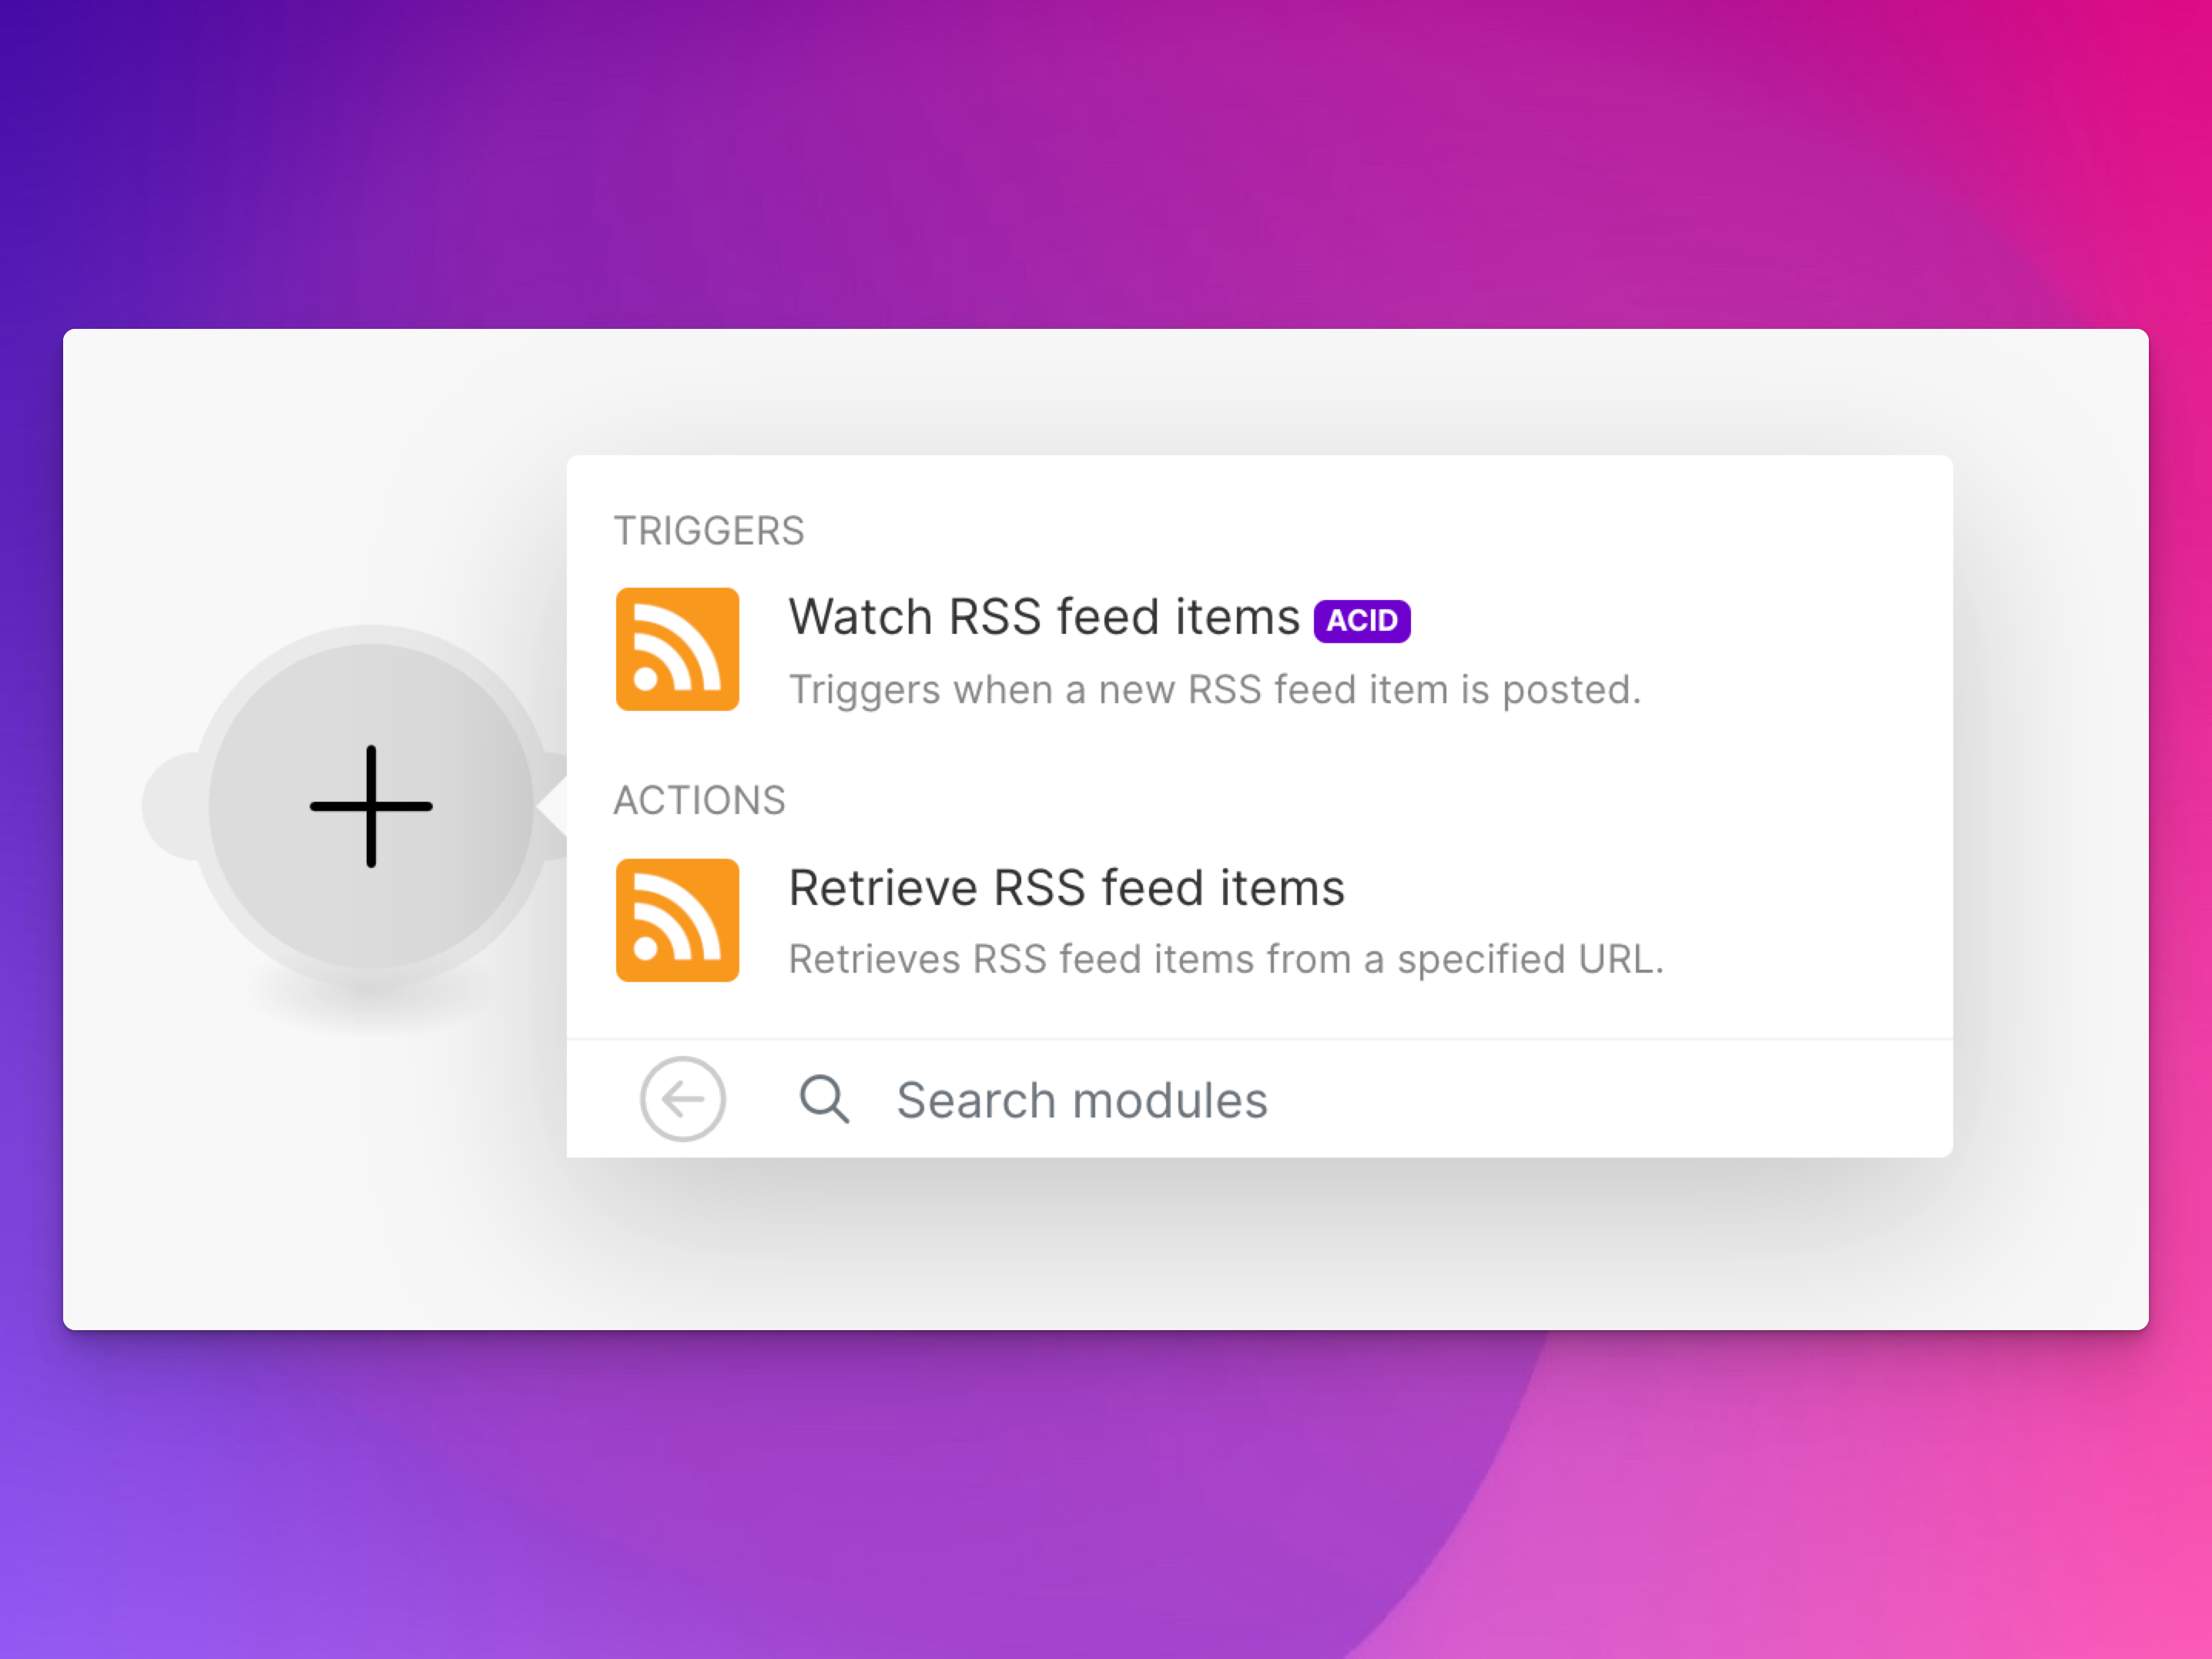 TRIGGERS
Watch RSS feed items ACID
Triggers when a new RSS feed item is posted.
ACTIONS
Retrieve RSS feed items
Retrieves RSS feed items from a specified URL.
Search modules